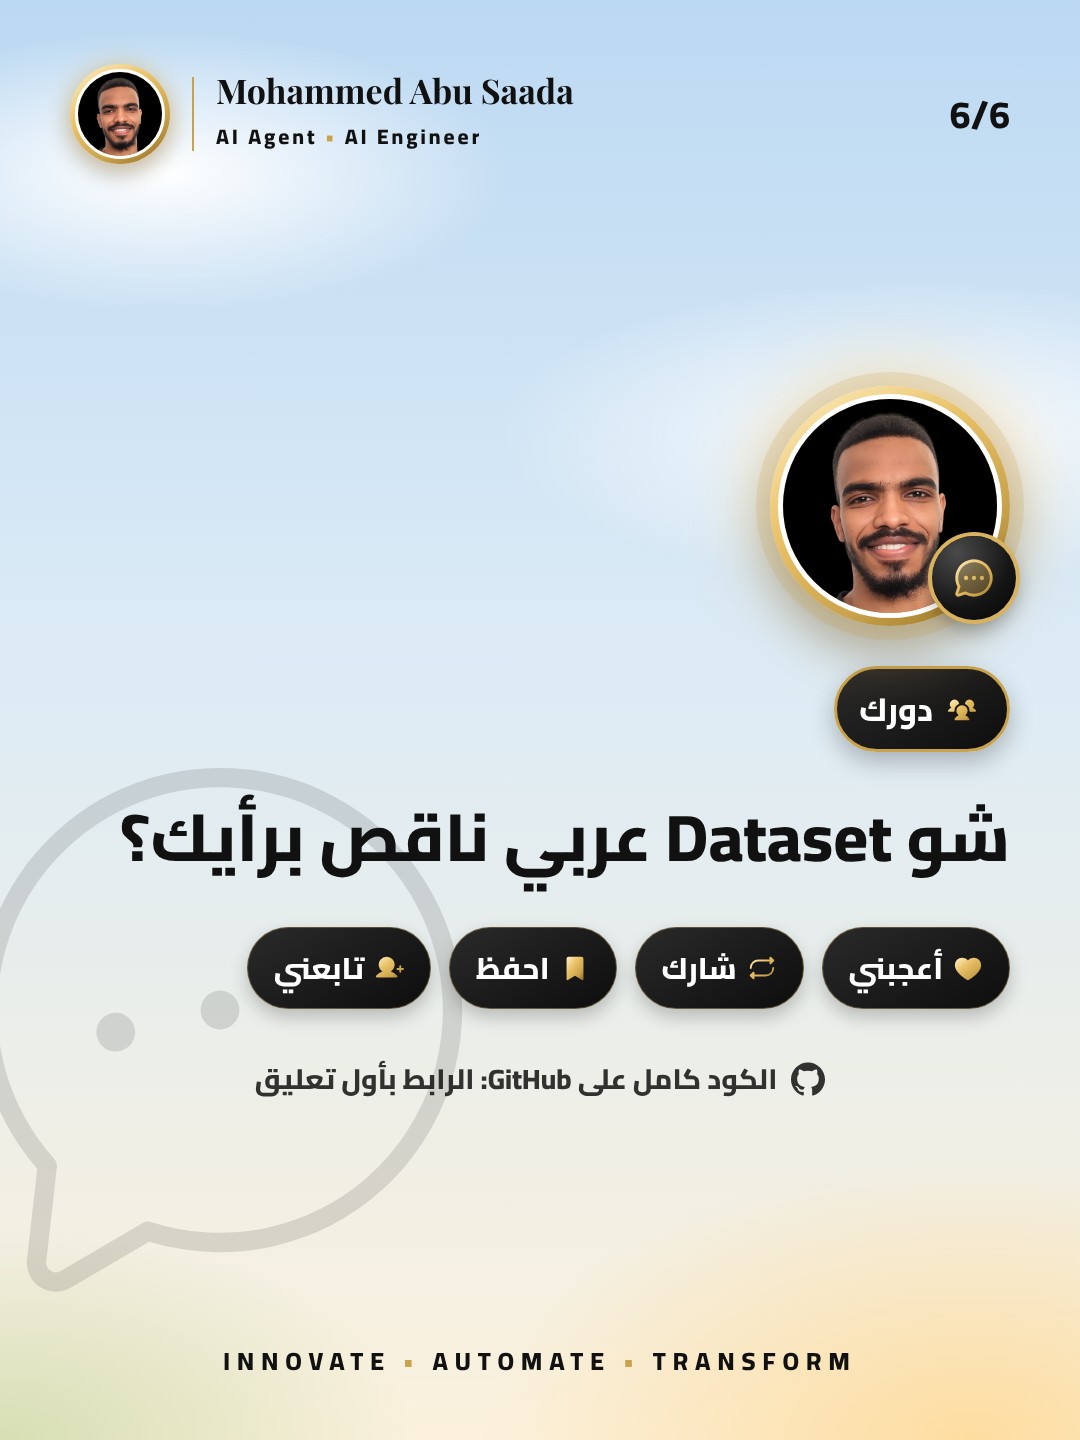 Mohammed Abu Saada
AI Agent ▪ AI Engineer
6/6
دورك
شو Dataset عربي ناقص برأيك؟
أعجبني
شارك
احفظ
تابعني
الكود كامل على GitHub: الرابط بأول تعليق
INNOVATE ▪ AUTOMATE ▪ TRANSFORM